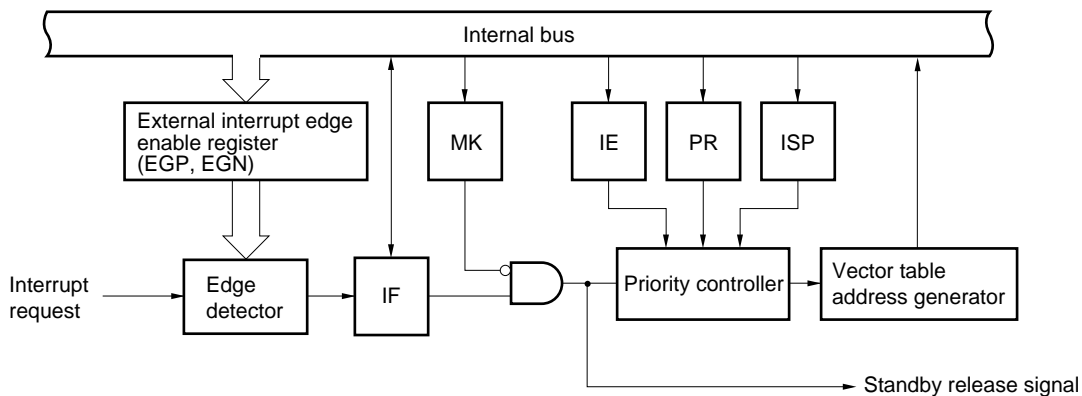 Internal bus
External interrupt edge
enable register
(EGP, EGN)
MK
IE
PR
ISP
Interrupt
request
Edge
detector
IF
Priority controller
Vector table
address generator
Standby release signal